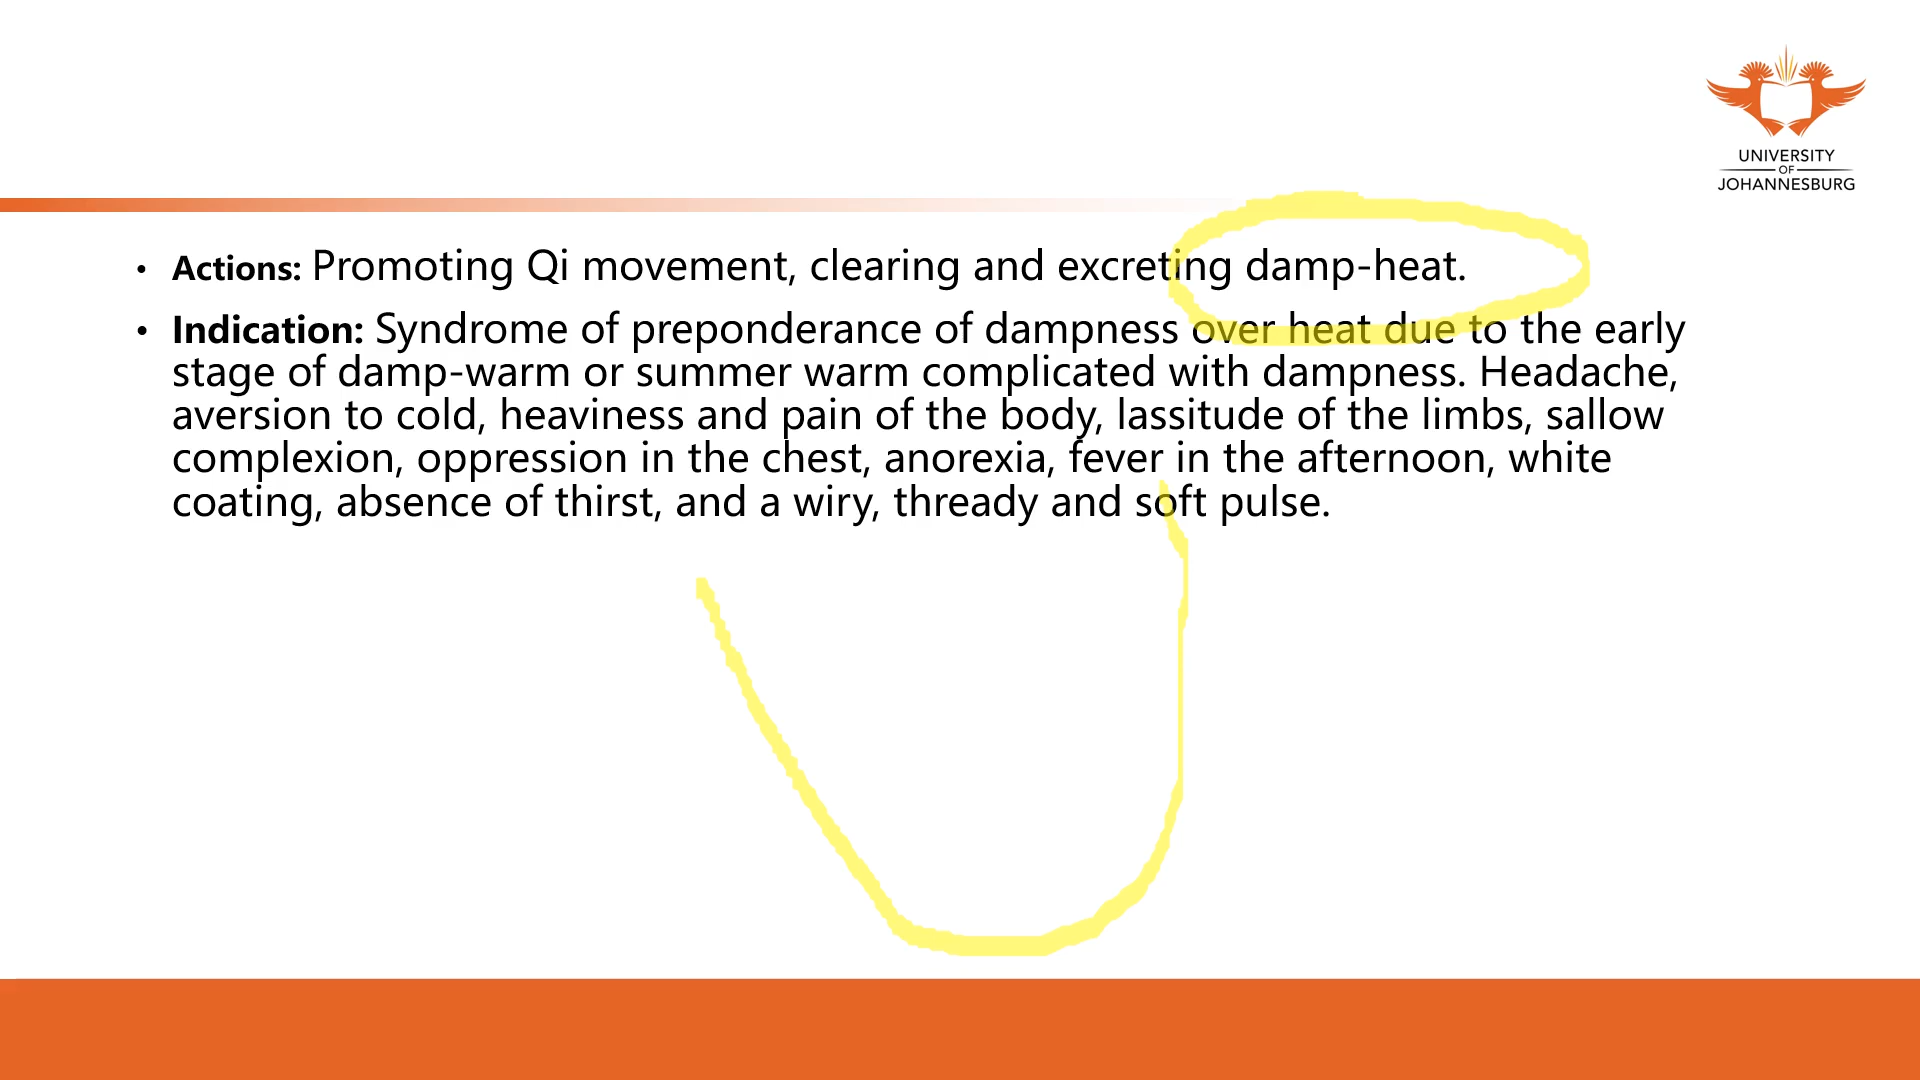 UNIVERSITY
OF
JOHANNESBURG
• Actions: Promoting Qi movement, clearing and excreting damp-heat.
• Indication: Syndrome of preponderance of dampness over heat due to the early
stage of damp-warm or summer warm complicated with dampness. Headache,
aversion to cold, heaviness and pain of the body, lassitude of the limbs, sallow
complexion, oppression in the chest, anorexia, fever in the afternoon, white
coating, absence of thirst, and a wiry, thready and soft pulse.